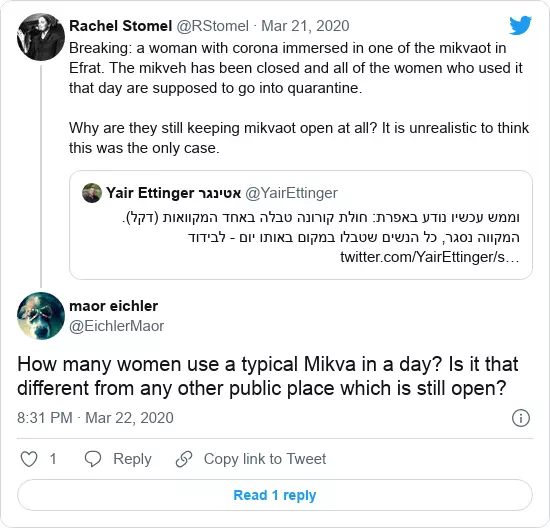 Rachel Stomel @RStomel · Mar 21, 2020
Breaking: a woman with corona immersed in one of the mikvaot in
Efrat. The mikveh has been closed and all of the women who used it
that day are supposed to go into quarantine.
Why are they still keeping mikvaot open at all? It is unrealistic to think
this was the only case.
Yair Ettinger אטינגר @YairEttinger
וממש עכשיו נודע באפרת: חולת קורונה טבלה באחד המקוואות (דקל).
המקווה נסגר, כל הנשים שטבלו במקום באותו יום - לבידוד
twitter.com/YairEttinger/s…
maor eichler
@EichlerMaor
How many women use a typical Mikva in a day? Is it that
different from any other public place which is still open?
8:31 PM · Mar 22, 2020
1 Reply Copy link to Tweet
Read 1 reply